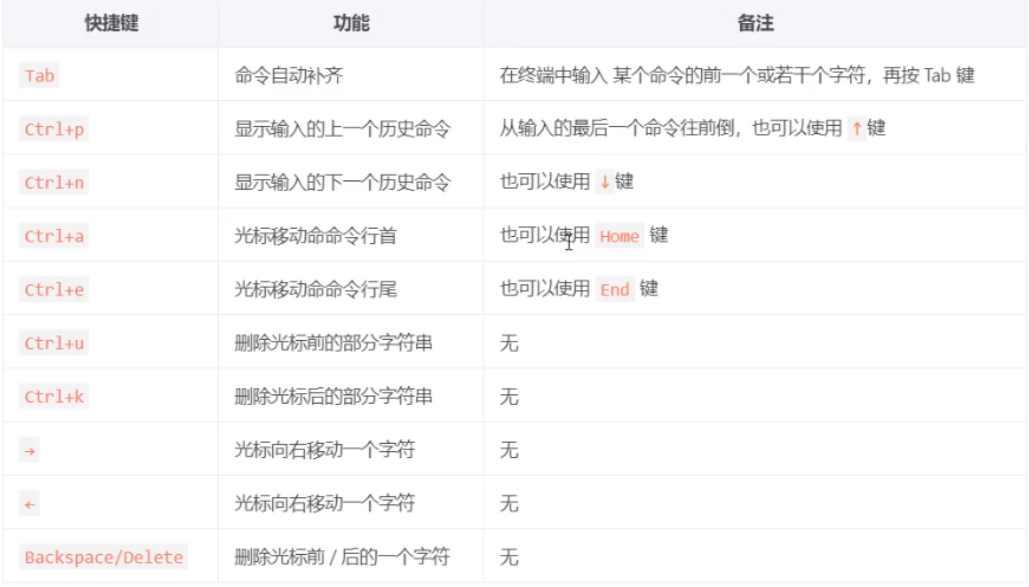 快捷键 功能 备注
Tab 命令自动补齐 在终端中输入 某个命令的前一个或若干个字符，再按 Tab 键
Ctrl+p 显示输入的上一个历史命令 从输入的最后一个命令往前倒，也可以使用 ↑ 键
Ctrl+n 显示输入的下一个历史命令 也可以使用 ↓ 键
Ctrl+a 光标移动命命令行首 也可以使用 Home 键
Ctrl+e 光标移动命命令行尾 也可以使用 End 键
Ctrl+u 删除光标前的部分字符串 无
Ctrl+k 删除光标后的部分字符串 无
→ 光标向右移动一个字符 无
← 光标向右移动一个字符 无
Backspace/Delete 删除光标前 / 后的一个字符 无